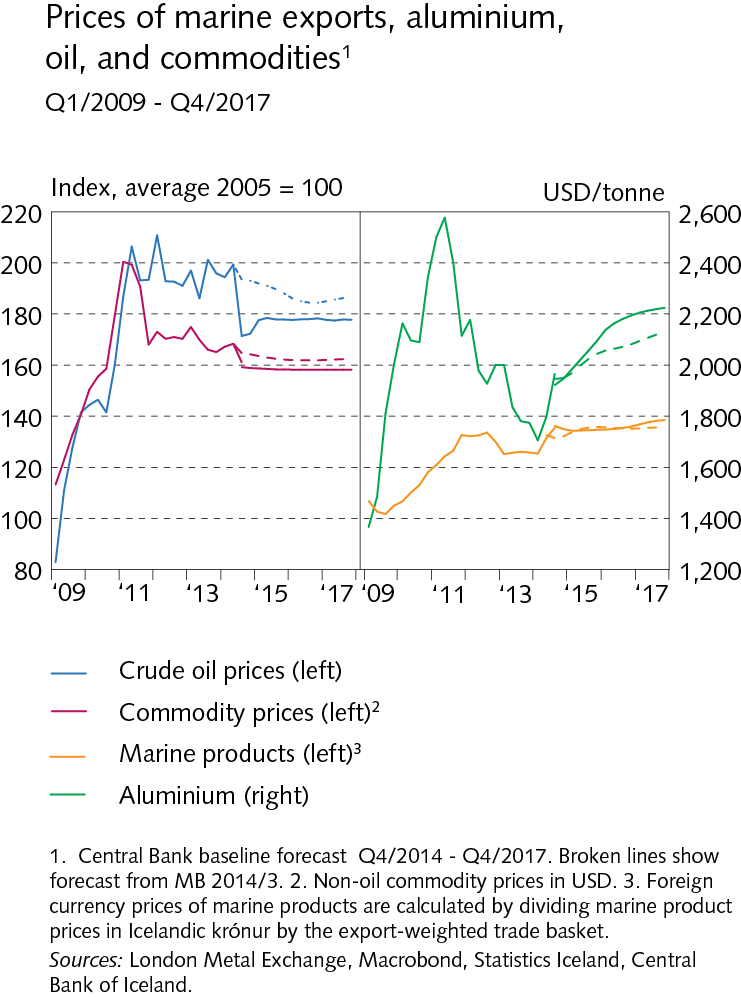 Prices of marine exports, aluminium,
oil, and commodities¹
Q1/2009 - Q4/2017
Index, average 2005 = 100
USD/tonne
220
200
180
160
140
120
100
80
2,600
2,400
2,200
2,000
1,800
1,600
1,400
1,200
‘09 ‘11 ‘13 ‘15 ‘17 ‘09 ‘11 ‘13 ‘15 ‘17
Crude oil prices (left)
Commodity prices (left)²
Marine products (left)³
Aluminium (right)
1. Central Bank baseline forecast Q4/2014 - Q4/2017. Broken lines show
forecast from MB 2014/3. 2. Non-oil commodity prices in USD. 3. Foreign
currency prices of marine products are calculated by dividing marine product
prices in Icelandic krónur by the export-weighted trade basket.
Sources: London Metal Exchange, Macrobond, Statistics Iceland, Central
Bank of Iceland.